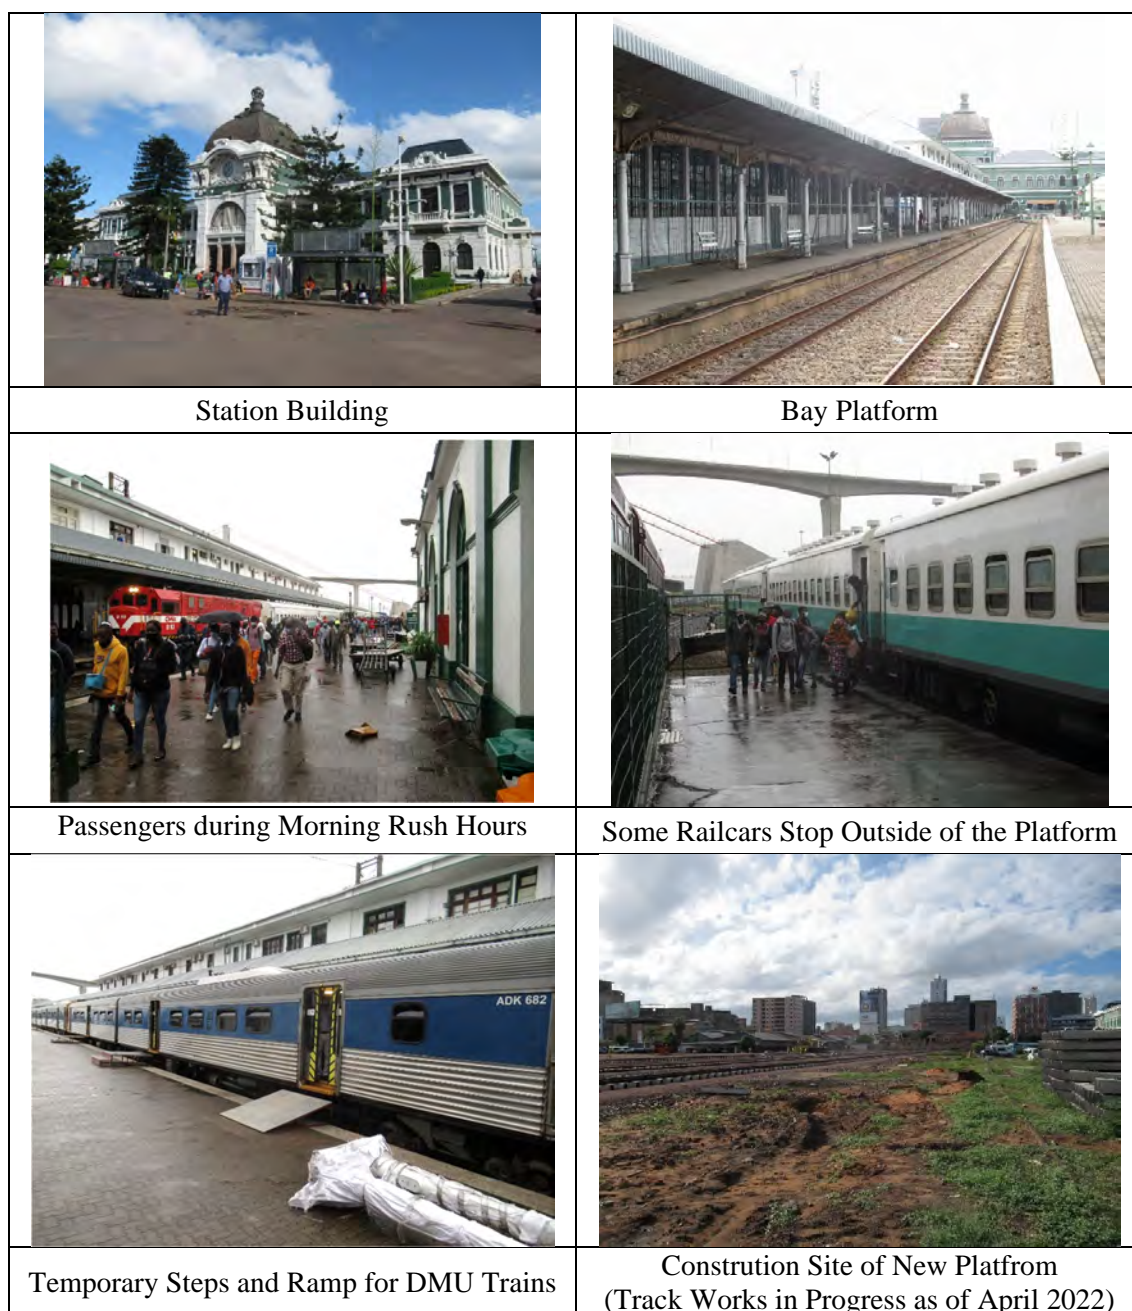 Station Building
Bay Platform
Passengers during Morning Rush Hours
Some Railcars Stop Outside of the Platform
ADK 682
Temporary Steps and Ramp for DMU Trains
Constrution Site of New Platfrom
(Track Works in Progress as of April 2022)